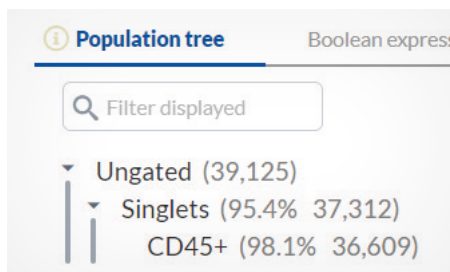 Population tree Boolean express
Filter displayed
Ungated (39,125)
Singlets (95.4% 37,312)
CD45+ (98.1% 36,609)